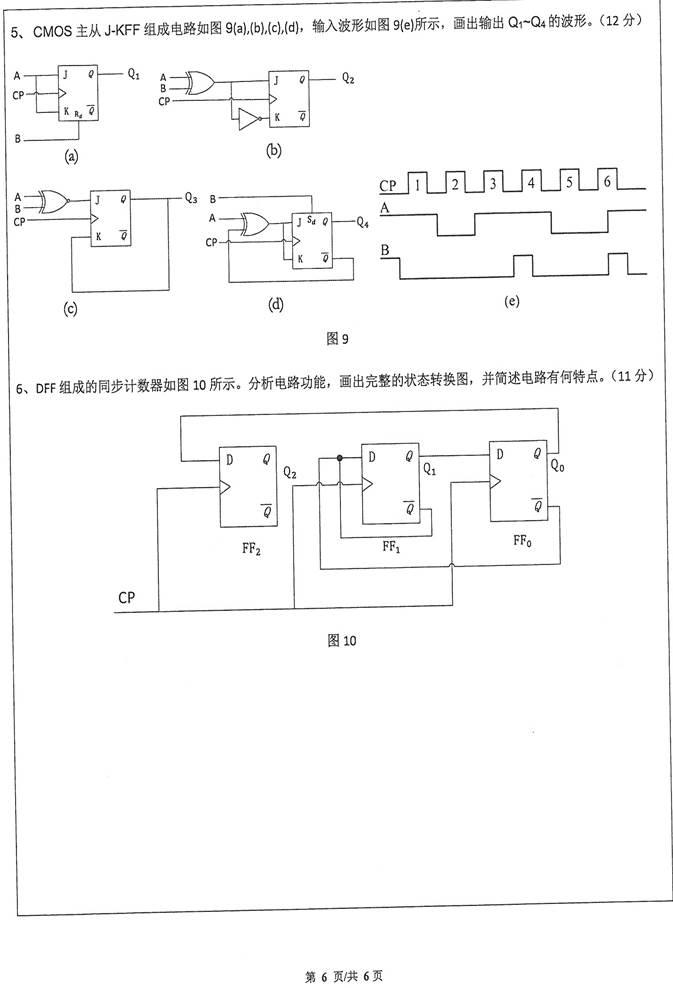 5、CMOS 主从 J-KFF 组成电路如图 9(a),(b),(c),(d)，输入波形如图 9(e)所示，画出输出 Q₁~Q₄ 的波形。（12 分）
A J Q Q₁
CP
K R_d Q̅
B
(a)
A
B J Q Q₂
CP
K Q̅
(b)
A
B J Q Q₃
CP
K Q̅
(c)
B
A J S_d Q Q₄
CP
K Q̅
(d)
CP 1 2 3 4 5 6
A
B
(e)
图 9
6、DFF 组成的同步计数器如图 10 所示。分析电路功能，画出完整的状态转换图，并简述电路有何特点。（11 分）
D Q Q₂
Q̅
FF₂
D Q Q₁
Q̅
FF₁
D Q Q₀
Q̅
FF₀
CP
图 10
第 6 页/共 6 页